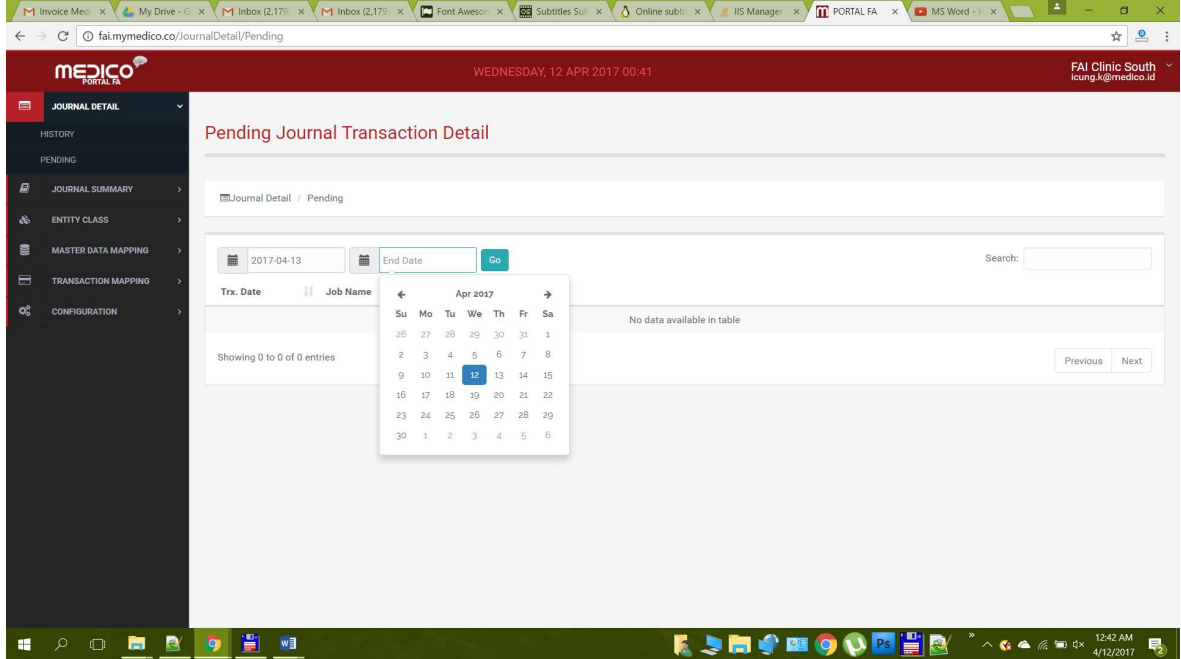 Invoice Medi
My Drive - G
Inbox (2,179)
Inbox (2,179)
Font Aweson
Subtitles Sul
Online subti
IIS Manager
PORTAL FA
MS Word - H
fai.mymedico.co/JournalDetail/Pending
MEDICO
PORTAL FA
WEDNESDAY, 12 APR 2017 00:41
FAI Clinic South
icung.k@medico.id
JOURNAL DETAIL
HISTORY
PENDING
JOURNAL SUMMARY
ENTITY CLASS
MASTER DATA MAPPING
TRANSACTION MAPPING
CONFIGURATION
Pending Journal Transaction Detail
Journal Detail / Pending
2017-04-13 End Date Go Search:
Trx. Date Job Name
No data available in table
Showing 0 to 0 of 0 entries
Previous Next
Apr 2017
Su Mo Tu We Th Fr Sa
26 27 28 29 30 31 1
2 3 4 5 6 7 8
9 10 11 12 13 14 15
16 17 18 19 20 21 22
23 24 25 26 27 28 29
30 1 2 3 4 5 6
12:42 AM
4/12/2017